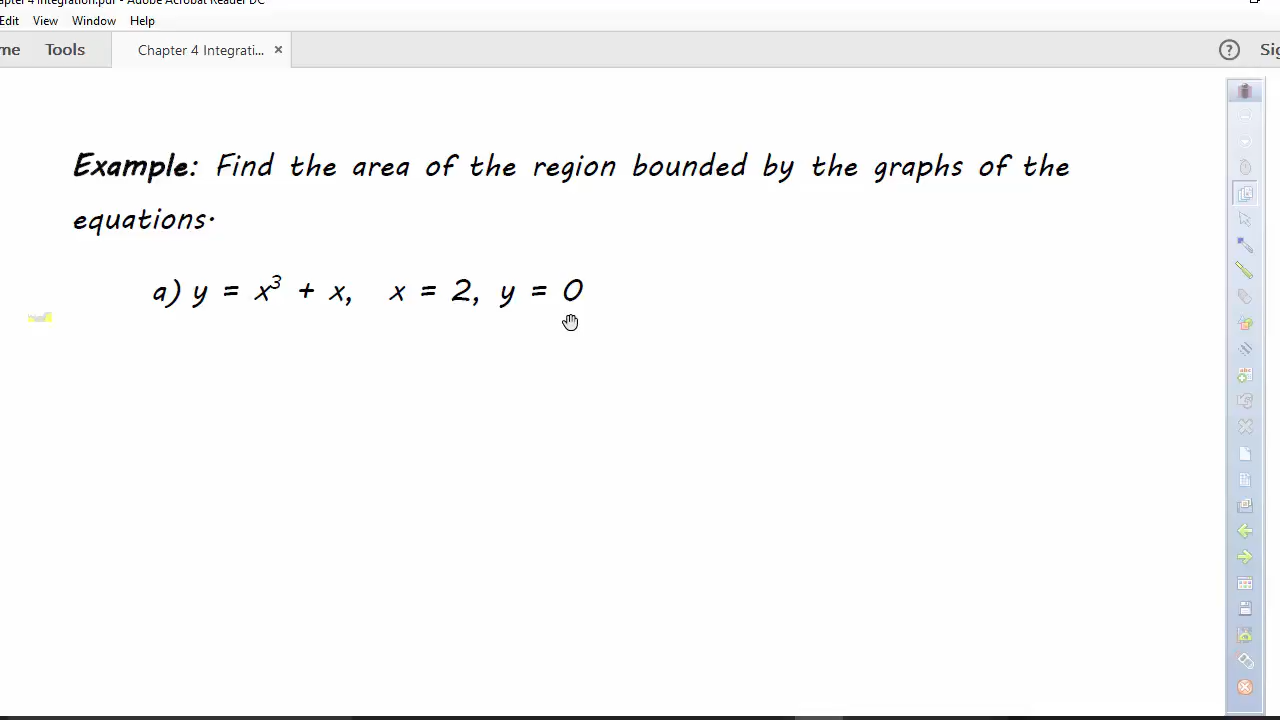 apter 4 Integration.pdf - Adobe Acrobat Reader DC
Edit View Window Help
me Tools Chapter 4 Integrati... × ? Sig
Example: Find the area of the region bounded by the graphs of the
equations.
a) y = x³ + x, x = 2, y = 0